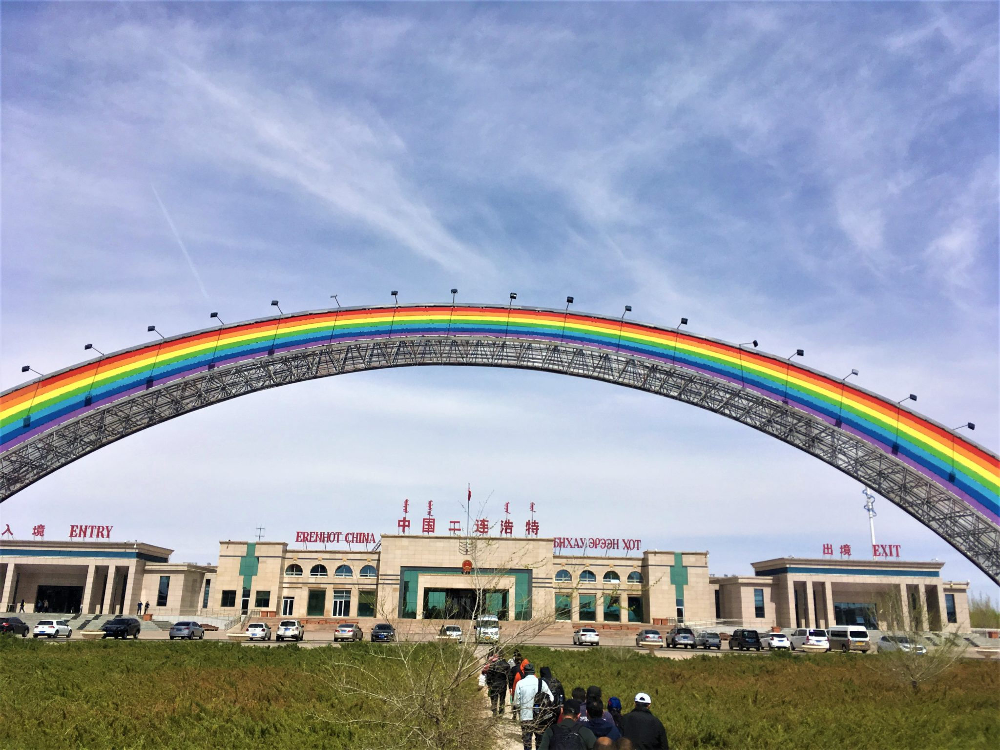 入境 ENTRY
ERENHOT CHINA
中国二连浩特
БНХАУ.ЭРЭЭН ХОТ
出境 EXIT